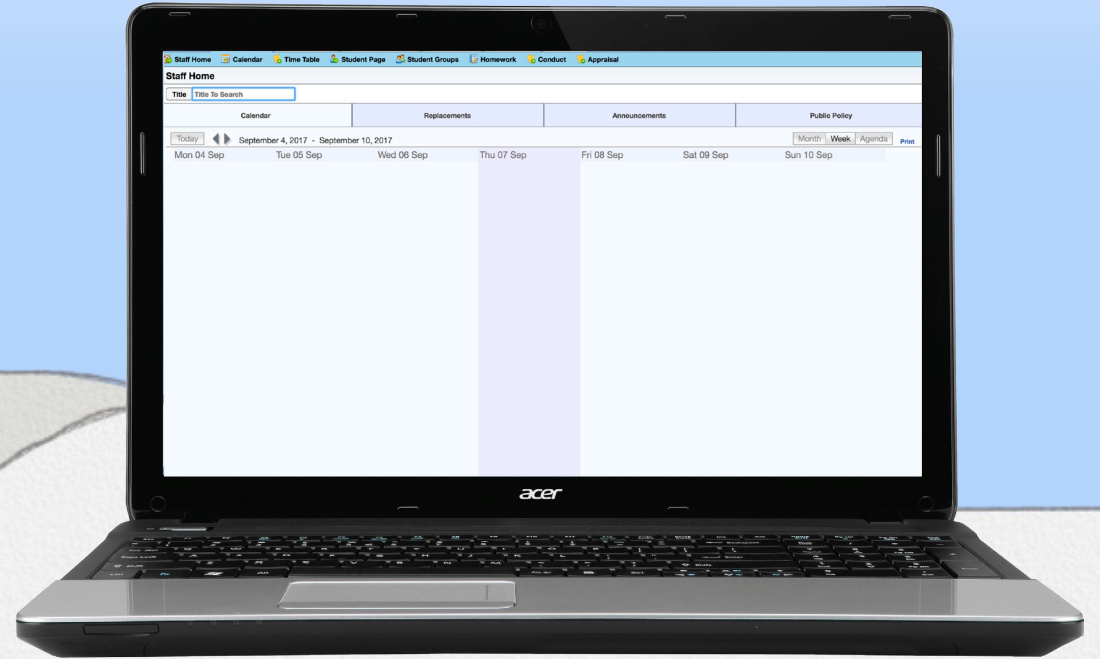 Staff Home Calendar Time Table Student Page Student Groups Homework Conduct Appraisal
Staff Home
Title Title To Search
Calendar Replacements Announcements Public Policy
Today September 4, 2017 - September 10, 2017 Month Week Agenda Print
Mon 04 Sep Tue 05 Sep Wed 06 Sep Thu 07 Sep Fri 08 Sep Sat 09 Sep Sun 10 Sep
acer